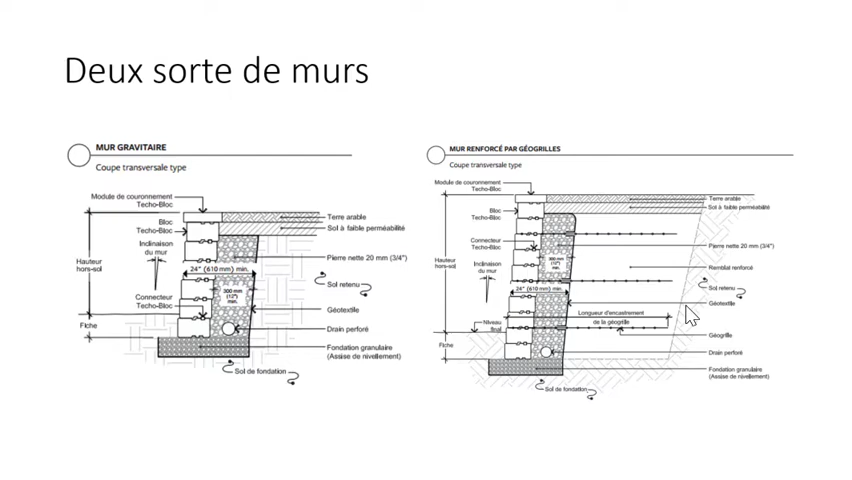 Deux sorte de murs
MUR GRAVITAIRE
Coupe transversale type
Module de couronnement
Techo-Bloc
Bloc
Techo-Bloc
Inclinaison
du mur
24" (610 mm) min.
Hauteur
hors-sol
300 mm
(12")
min.
Connecteur
Techo-Bloc
Fiche
Terre arable
Sol à faible perméabilité
Pierre nette 20 mm (3/4")
Sol retenu
Géotextile
Drain perforé
Fondation granulaire
(Assise de nivellement)
Sol de fondation
MUR RENFORCÉ PAR GÉOGRILLES
Coupe transversale type
Module de couronnement
Techo-Bloc
Bloc
Techo-Bloc
Connecteur
Techo-Bloc
Hauteur
hors-sol
Inclinaison
du mur
300 mm
(12")
min.
24" (610 mm) min.
Niveau
final
Fiche
Longueur d'encastrement
de la géogrille
Terre arable
Sol à faible perméabilité
Pierre nette 20 mm (3/4")
Remblai renforcé
Sol retenu
Géotextile
Géogrille
Drain perforé
Fondation granulaire
(Assise de nivellement)
Sol de fondation